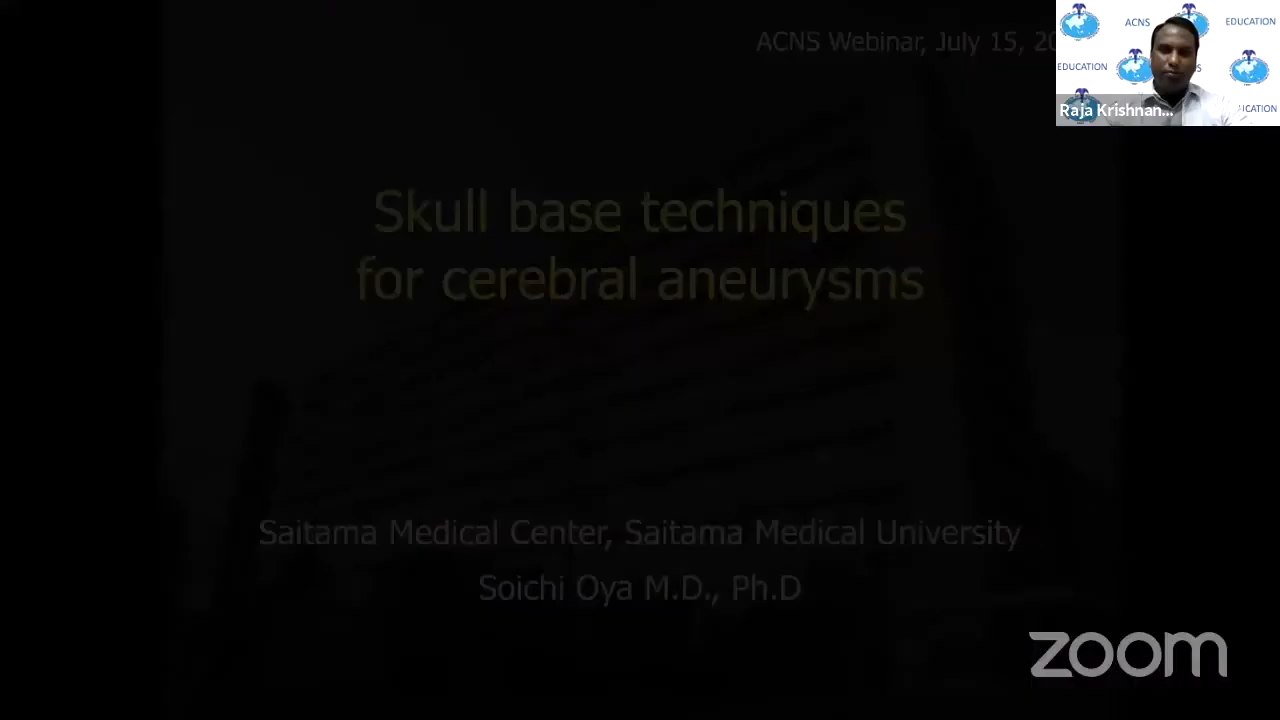 ACNS Webinar, July 15, 20
ACNS
EDUCATION
EDUCATION
Raja Krishnan...
Skull base techniques
for cerebral aneurysms
Saitama Medical Center, Saitama Medical University
Soichi Oya M.D., Ph.D
zoom